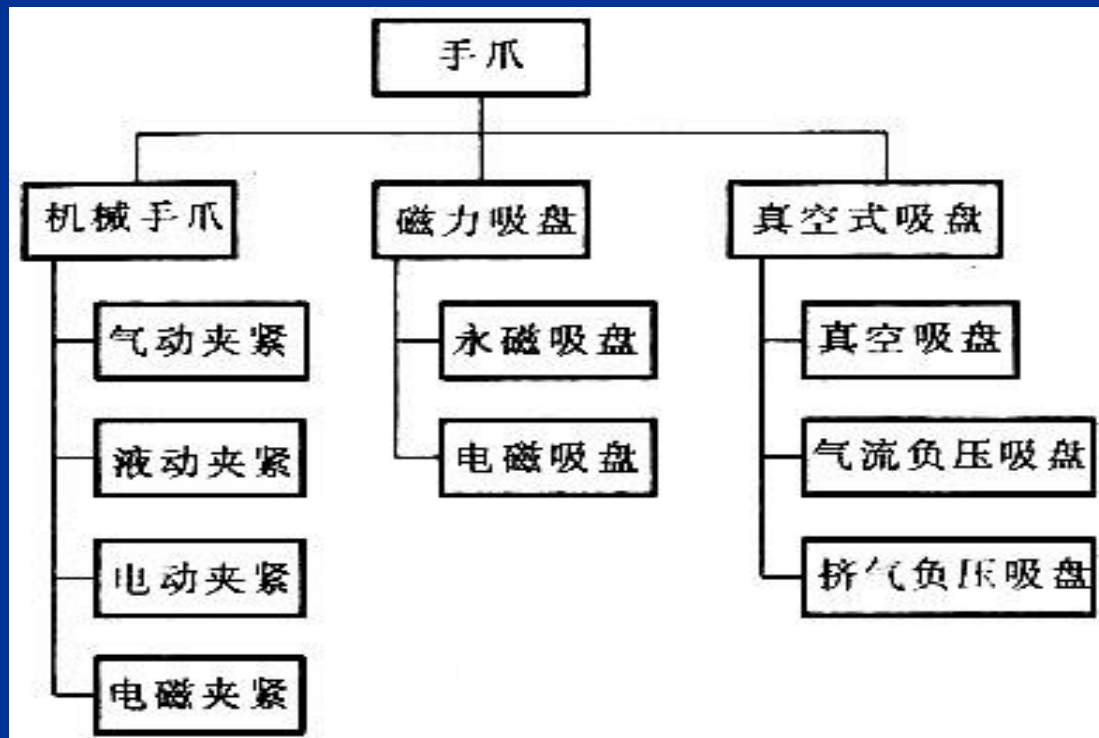 手爪
机械手爪
气动夹紧
液动夹紧
电动夹紧
电磁夹紧
磁力吸盘
永磁吸盘
电磁吸盘
真空式吸盘
真空吸盘
气流负压吸盘
挤气负压吸盘